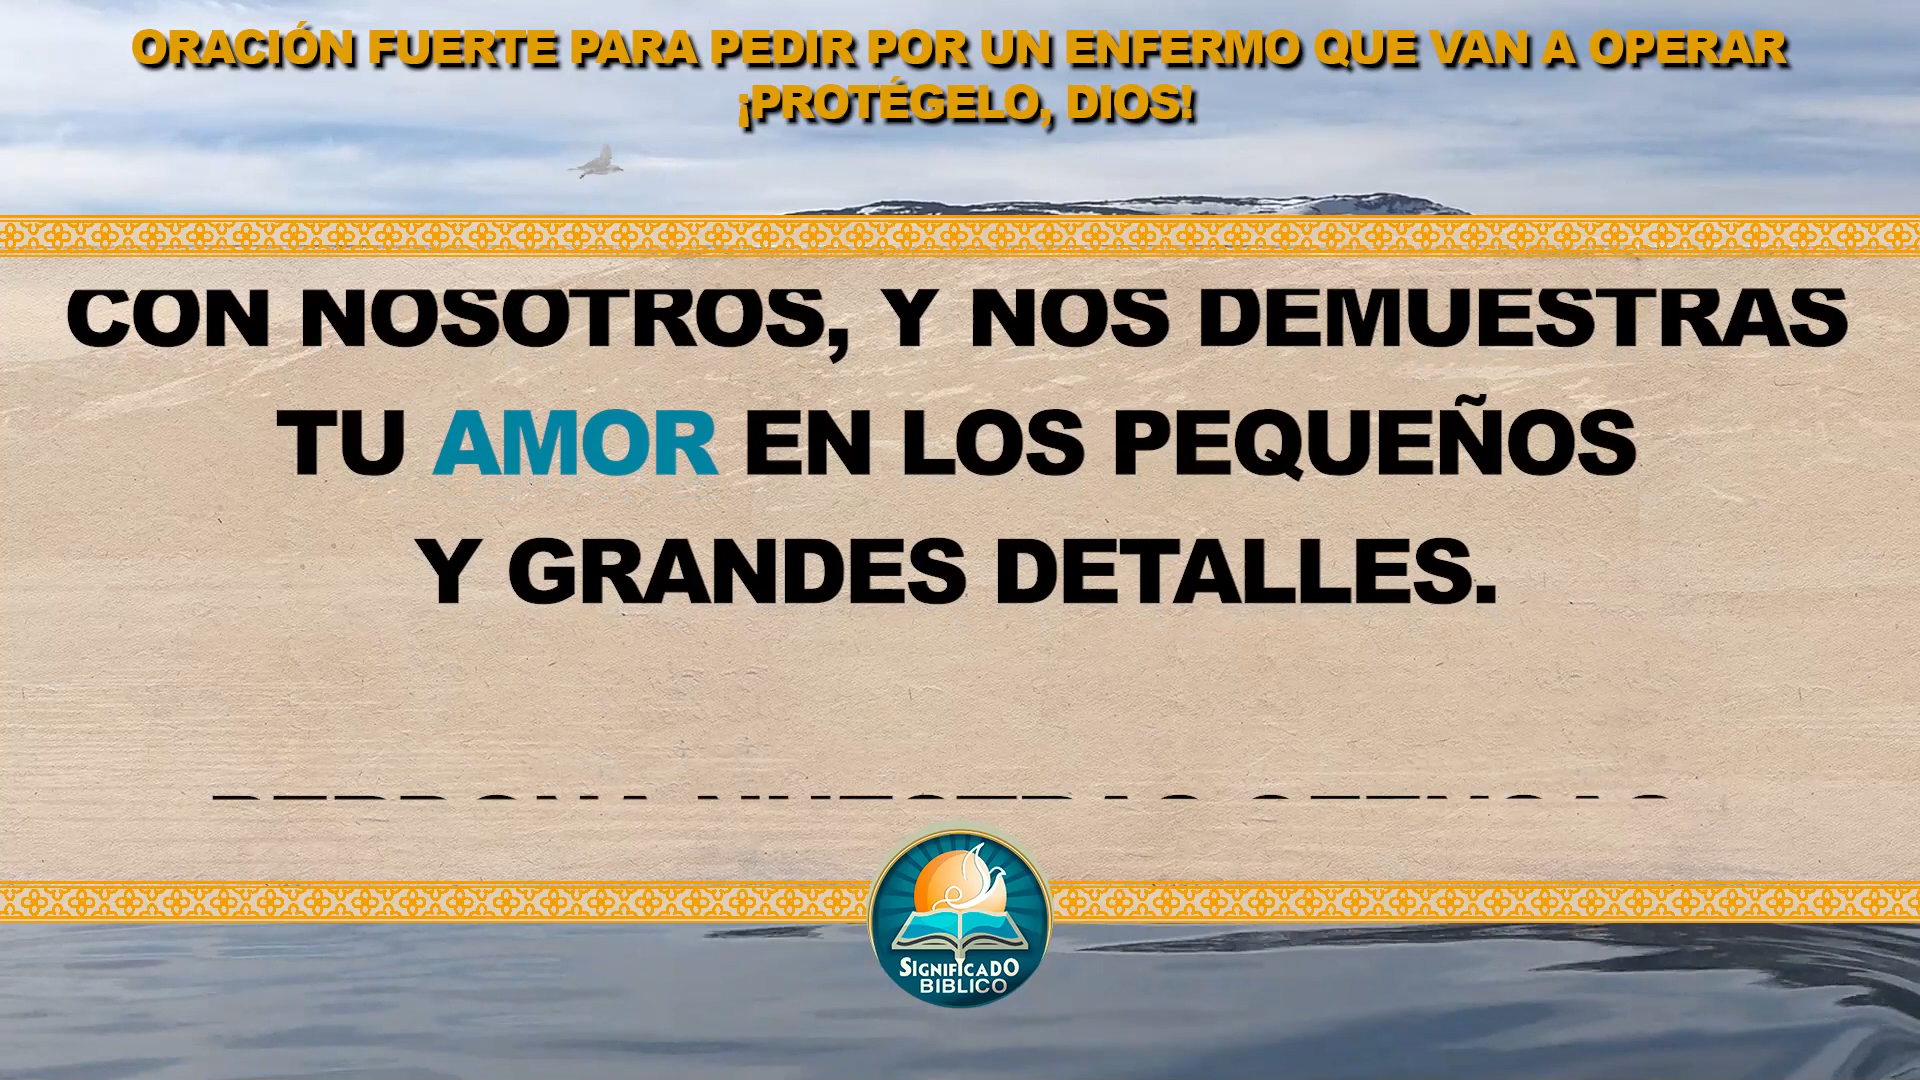 ORACIÓN FUERTE PARA PEDIR POR UN ENFERMO QUE VAN A OPERAR
¡PROTÉGELO, DIOS!
CON NOSOTROS, Y NOS DEMUESTRAS
TU AMOR EN LOS PEQUEÑOS
Y GRANDES DETALLES.
SIGNIFICADO
BIBLICO